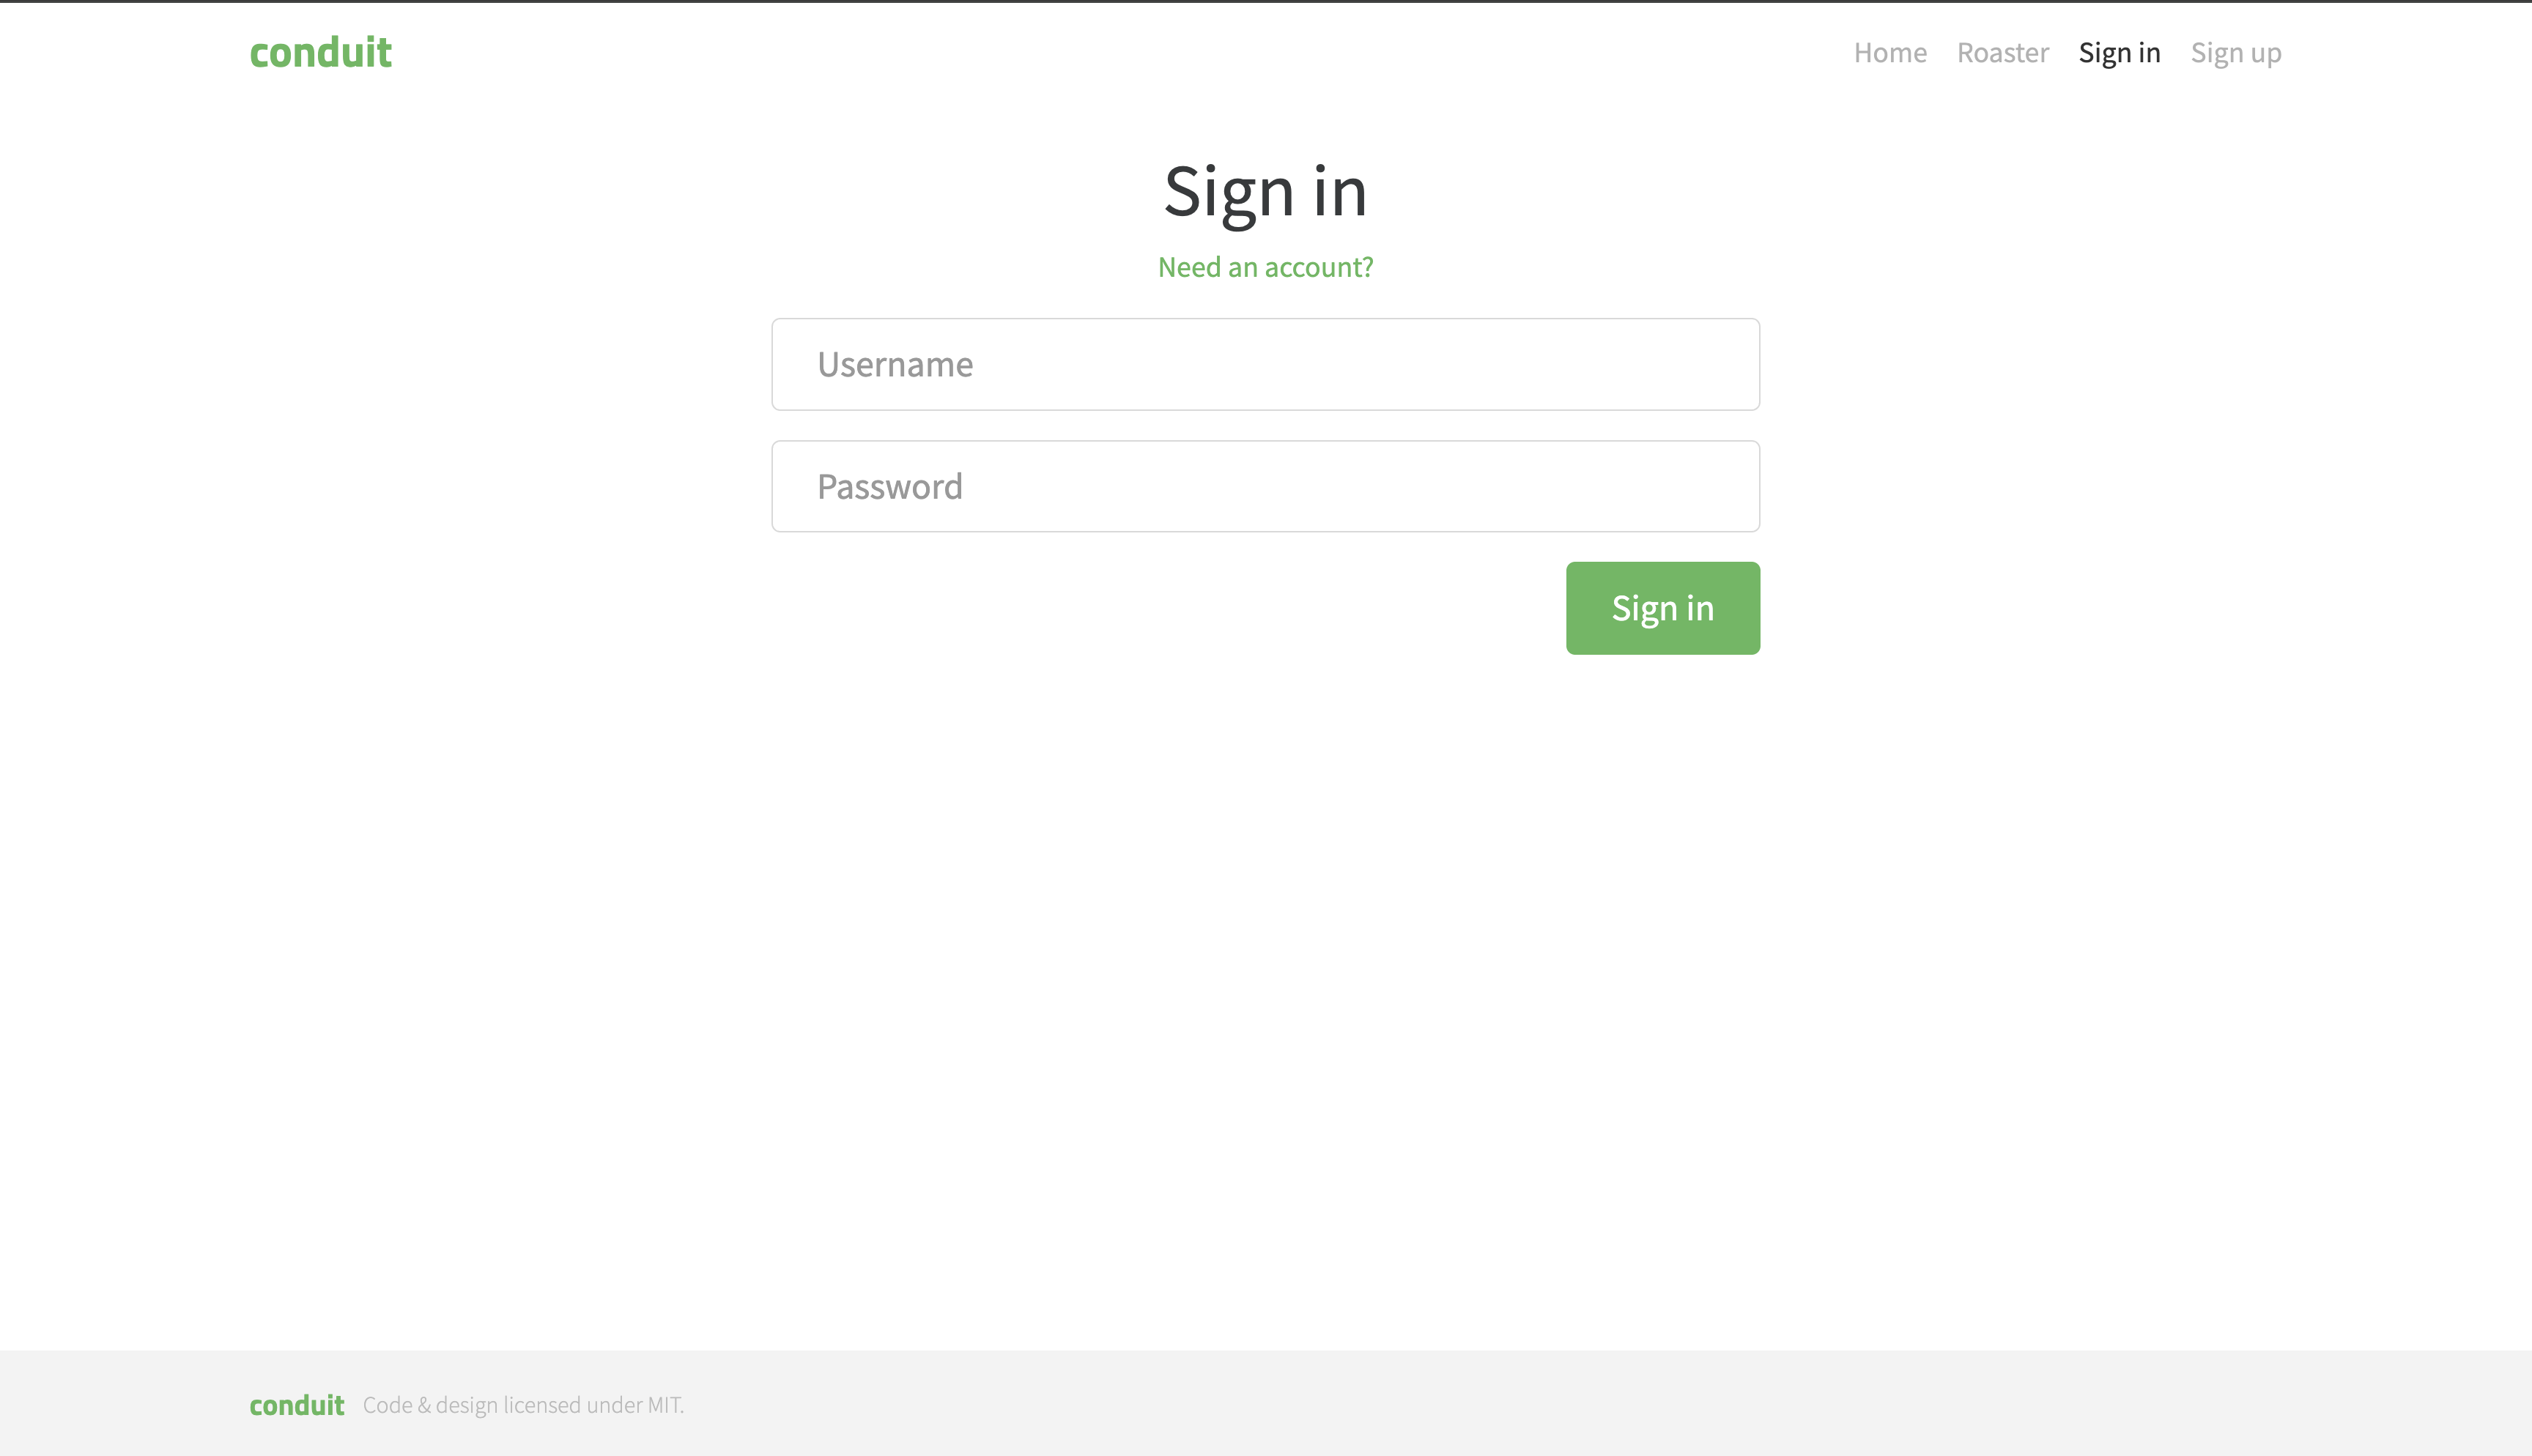 conduit
Home Roaster Sign in Sign up
Sign in
Need an account?
Username
Password
Sign in
conduit Code & design licensed under MIT.